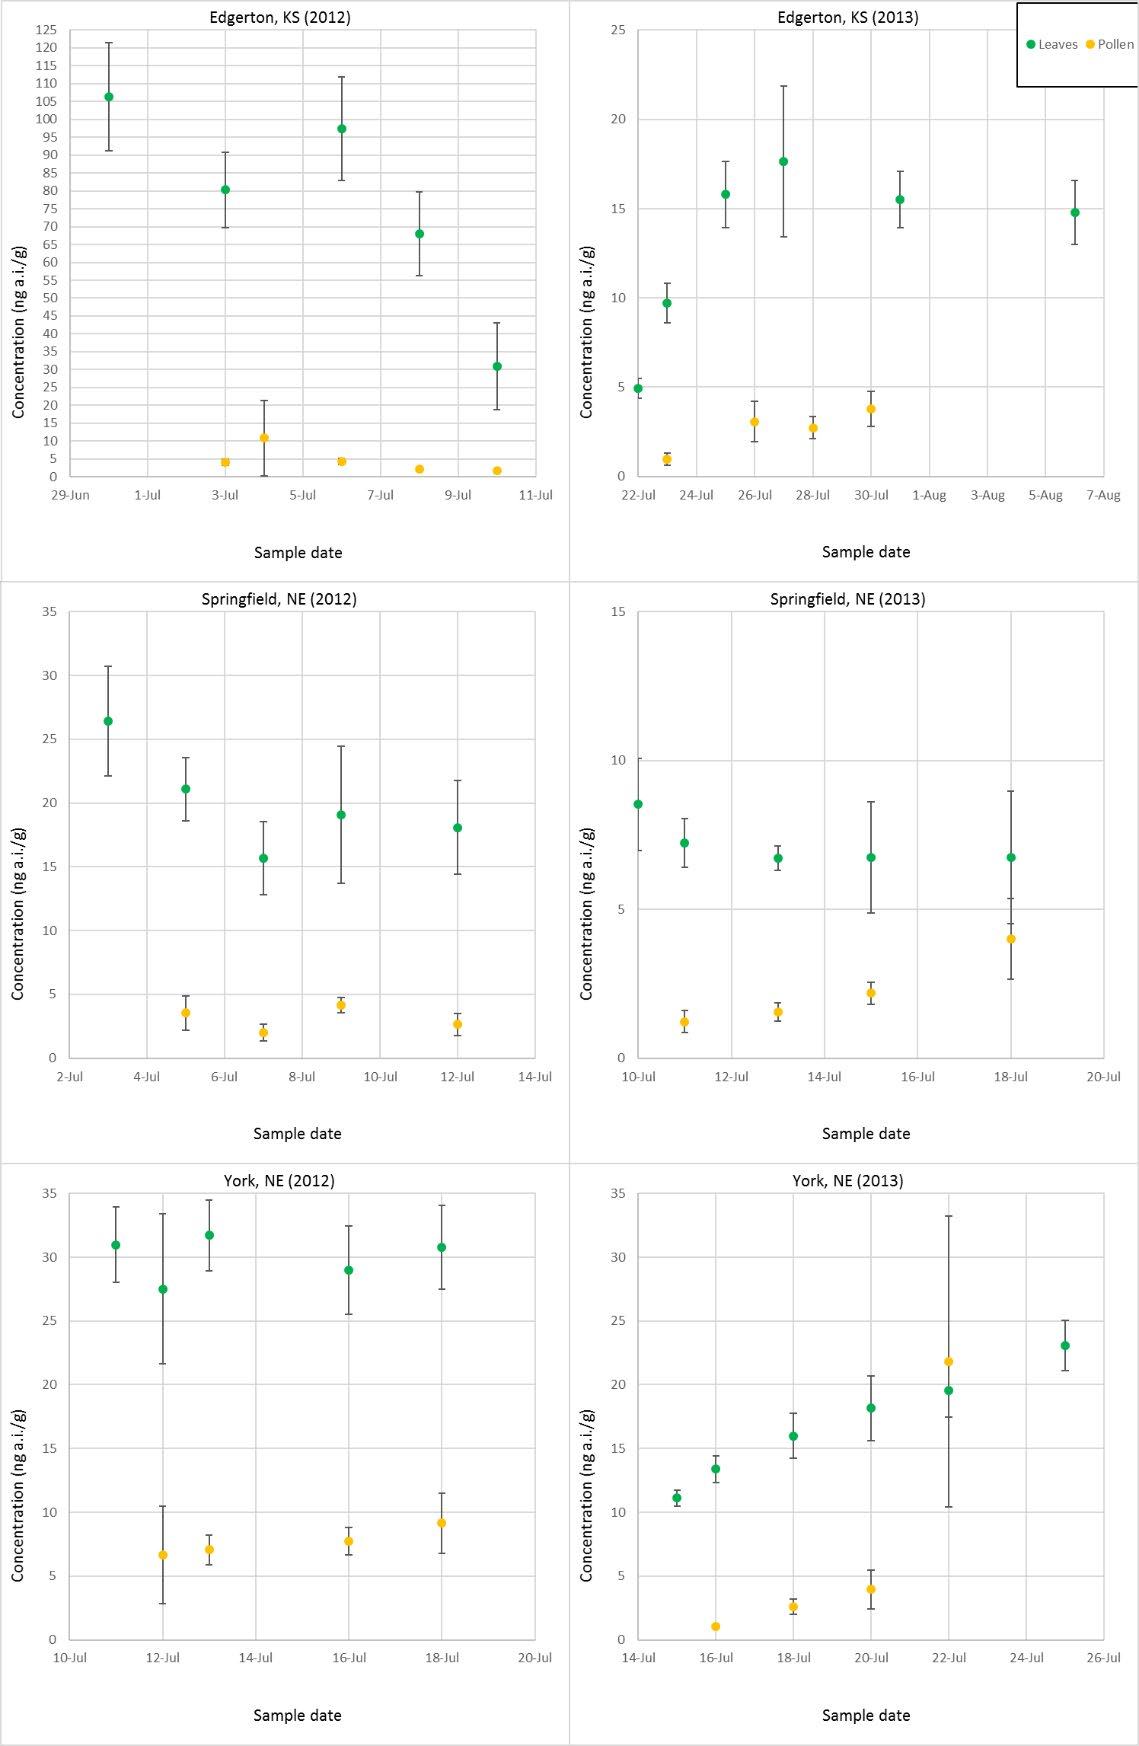 Edgerton, KS (2012)
125
120
115
110
105
100
95
90
85
80
75
70
65
60
55
50
45
40
35
30
25
20
15
10
5
0
Concentration (ng a.i./g)
29-Jun 1-Jul 3-Jul 5-Jul 7-Jul 9-Jul 11-Jul
Sample date
Edgerton, KS (2013)
Leaves Pollen
25
20
15
10
5
0
Concentration (ng a.i./g)
22-Jul 24-Jul 26-Jul 28-Jul 30-Jul 1-Aug 3-Aug 5-Aug 7-Aug
Sample date
Springfield, NE (2012)
35
30
25
20
15
10
5
0
Concentration (ng a.i./g)
2-Jul 4-Jul 6-Jul 8-Jul 10-Jul 12-Jul 14-Jul
Sample date
Springfield, NE (2013)
15
10
5
0
Concentration (ng a.i./g)
10-Jul 12-Jul 14-Jul 16-Jul 18-Jul 20-Jul
Sample date
York, NE (2012)
35
30
25
20
15
10
5
0
Concentration (ng a.i./g)
10-Jul 12-Jul 14-Jul 16-Jul 18-Jul 20-Jul
Sample date
York, NE (2013)
35
30
25
20
15
10
5
0
Concentration (ng a.i./g)
14-Jul 16-Jul 18-Jul 20-Jul 22-Jul 24-Jul 26-Jul
Sample date